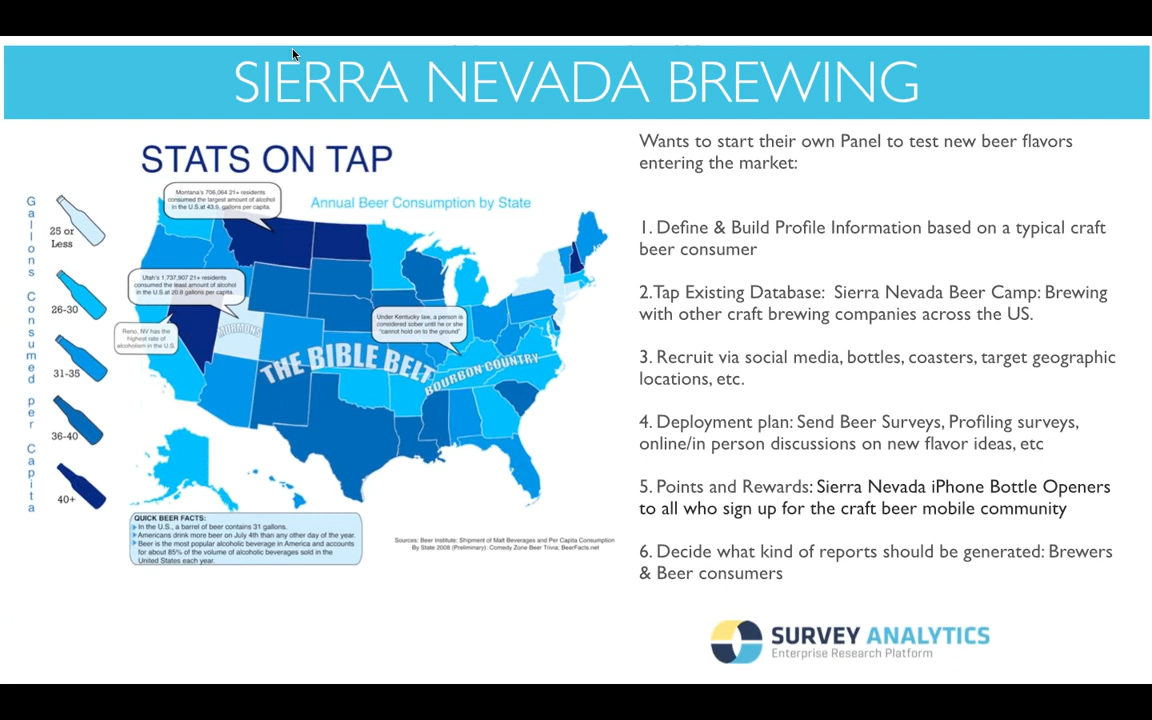 SIERRA NEVADA BREWING
STATS ON TAP
Annual Beer Consumption by State
Gallons Consumed per Capita
25 or
Less
26-30
31-35
36-40
40+
Montana's 706,064 21+ residents
consumed the largest amount of alcohol
in the U.S.at 43.5, gallons per capita.
Utah's 1,737,907 21+ residents
consumed the least amount of alcohol
in the U.S.at 20.8 gallons per capita.
Reno, NV has the
highest rate of
alcoholism in the U.S
Under Kentucky law, a person is
considered sober until he or she
"cannot hold on to the ground"
MORMONS
THE BIBLE BELT
BOURBON COUNTRY
QUICK BEER FACTS:
In the U.S., a barrel of beer contains 31 gallons.
Americans drink more beer on July 4th than any other day of the year.
Beer is the most popular alcoholic beverage in America and accounts
for about 85% of the volume of alcoholic beverages sold in the
United States each year.
Sources: Beer Institute: Shipment of Malt Beverages and Per Capita Consumption
By State 2008 (Preliminary); Comedy Zone Beer Trivia; BeerFacts.net
Wants to start their own Panel to test new beer flavors
entering the market:
1. Define & Build Profile Information based on a typical craft
beer consumer
2.Tap Existing Database: Sierra Nevada Beer Camp: Brewing
with other craft brewing companies across the US.
3. Recruit via social media, bottles, coasters, target geographic
locations, etc.
4. Deployment plan: Send Beer Surveys, Profiling surveys,
online/in person discussions on new flavor ideas, etc
5. Points and Rewards: Sierra Nevada iPhone Bottle Openers
to all who sign up for the craft beer mobile community
6. Decide what kind of reports should be generated: Brewers
& Beer consumers
SURVEY ANALYTICS
Enterprise Research Platform